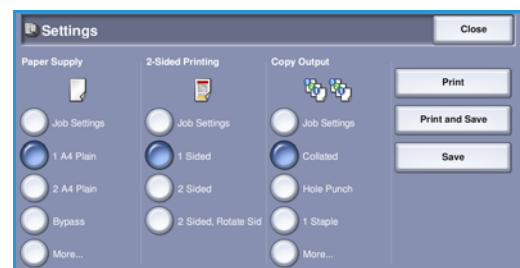 Settings
Close
Paper Supply
2-Sided Printing
Copy Output
Job Settings
1 A4 Plain
2 A4 Plain
Bypass
More...
Job Settings
1 Sided
2 Sided
2 Sided, Rotate Sid
Job Settings
Collated
Hole Punch
1 Staple
More...
Print
Print and Save
Save